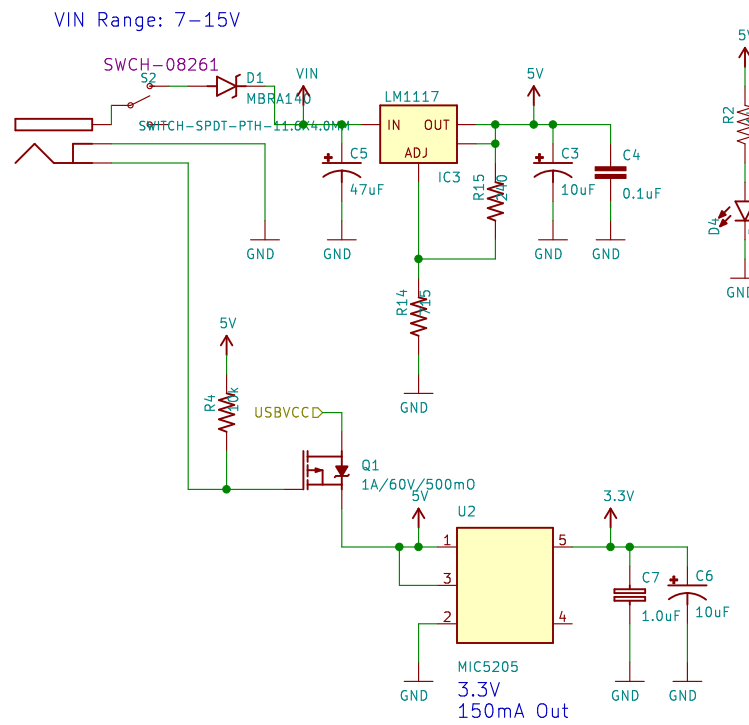 VIN Range: 7-15V
5V
SWCH-08261
S2
D1
VIN
5V
MBRA140
LM1117
SWITCH-SPDT-PTH-11.6X4.0MM
IN OUT
R2
ADJ
C5
C3
C4
IC3
R15
240
47uF
10uF
0.1uF
D4
GND
GND
GND
GND
GND
R14
715
5V
GND
R4
10k
USBVCC
Q1
1A/60V/500mO
5V
3.3V
U2
1
5
3
C7
C6
2
4
1.0uF
10uF
MIC5205
GND
3.3V
GND
GND
150mA Out